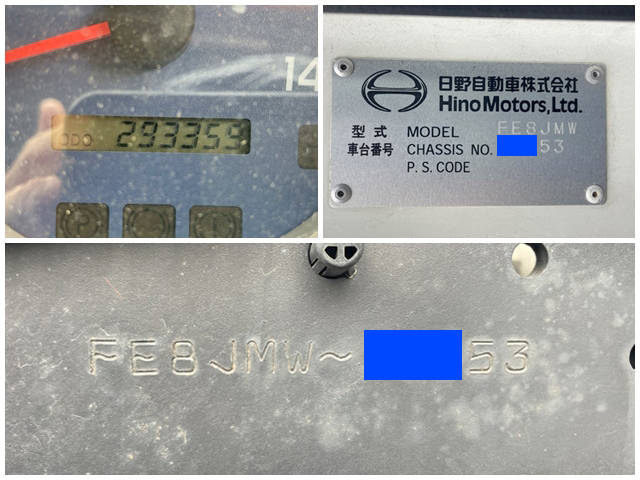 14
ODO 293359
日野自動車株式会社
Hino Motors, Ltd.
型式 MODEL FE8JMW
車台番号 CHASSIS NO. 53
P. S. CODE
FE8JMW~ 53